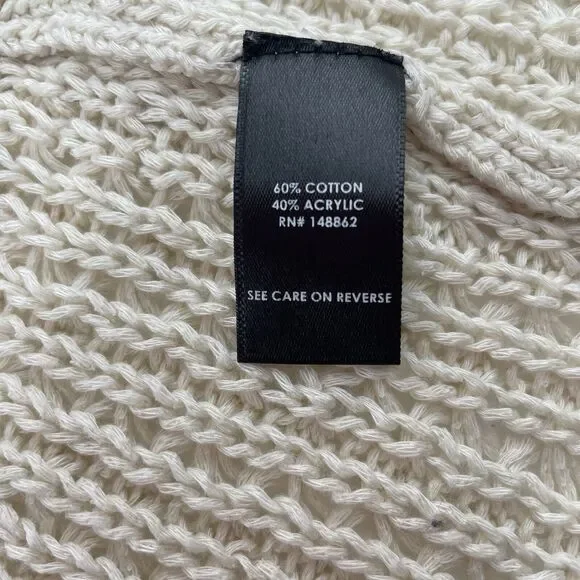 60% COTTON
40% ACRYLIC
RN# 148862
SEE CARE ON REVERSE